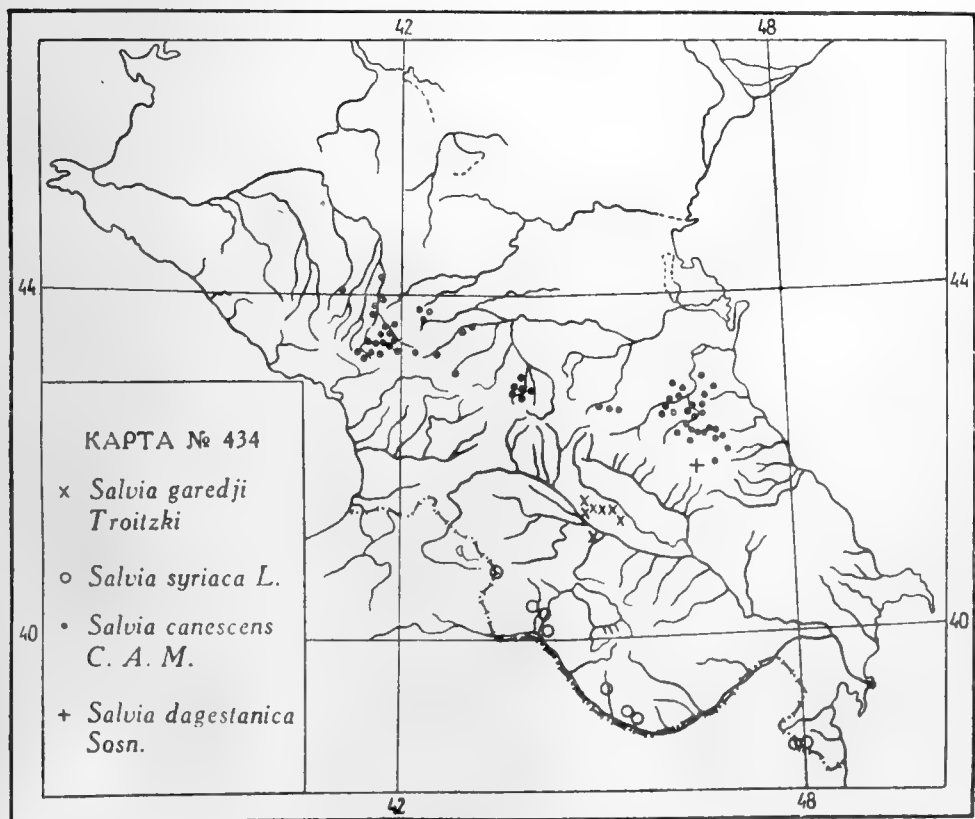 42 48
44 44
КАРТА № 434
x Salvia garedji
Troitzki
o Salvia syriaca L.
• Salvia canescens
C. A. M.
+ Salvia dagestanica
Sosn.
40 40
42 48